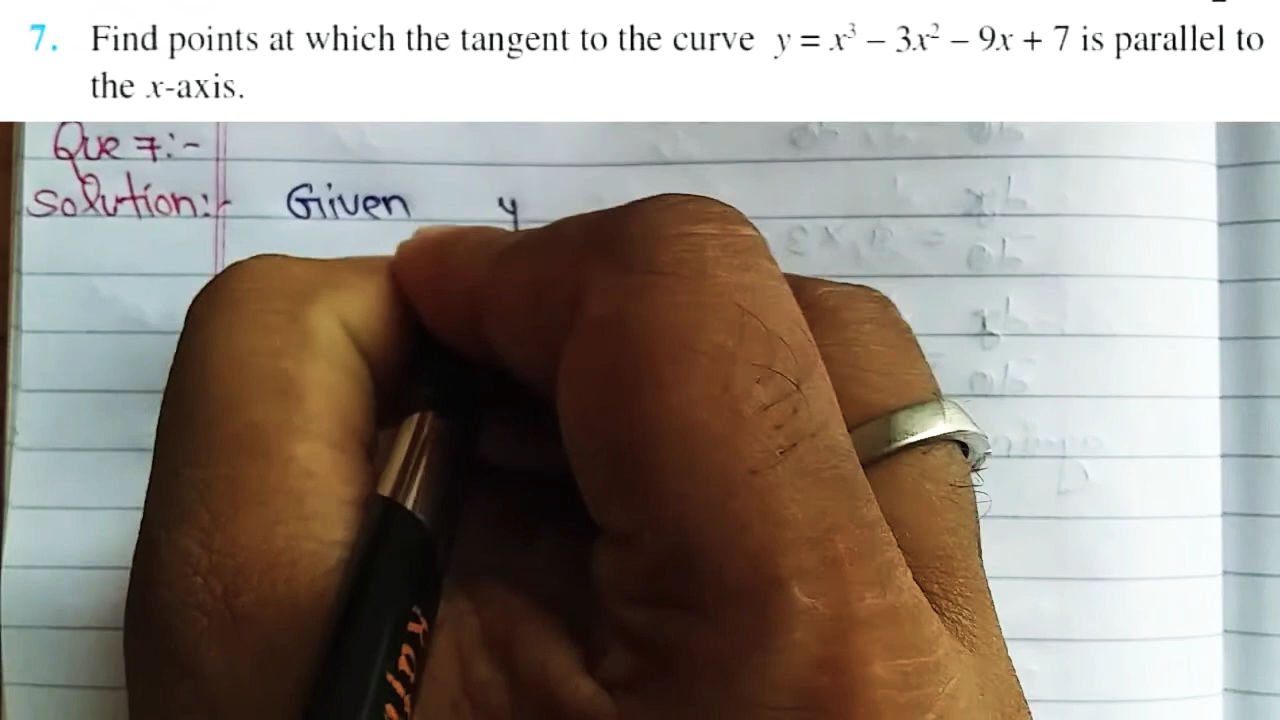 7. Find points at which the tangent to the curve y = x³ – 3x² – 9x + 7 is parallel to
the x-axis.
Que 7:-
Solution:- Given y